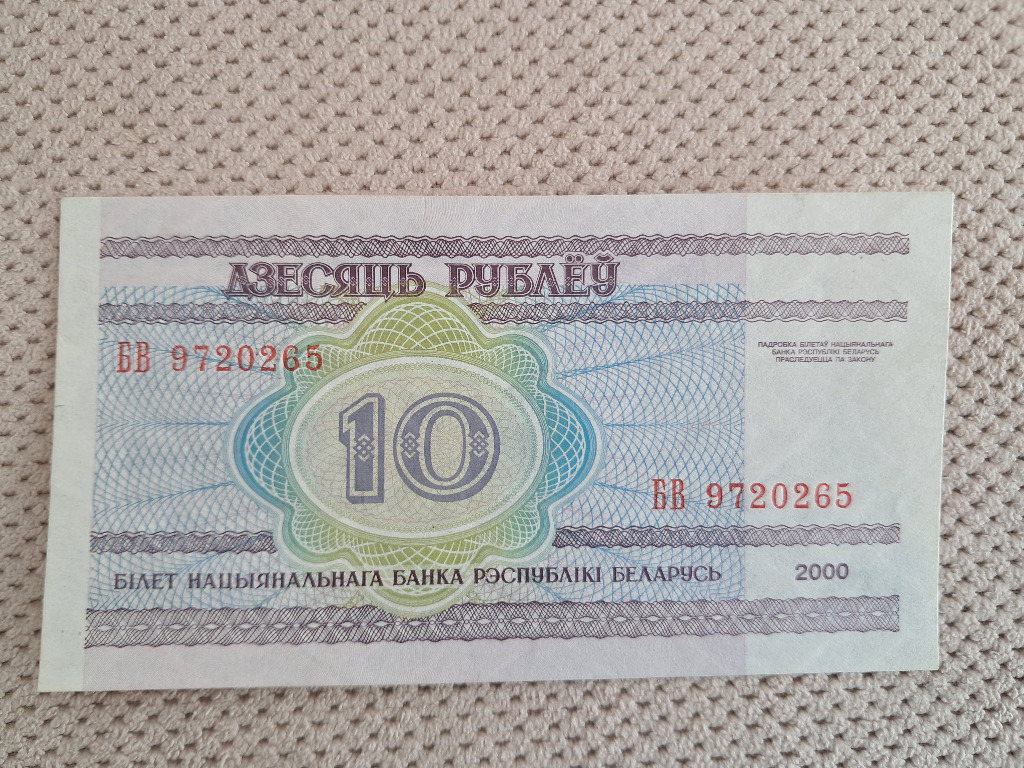 ДЗЕСЯЦЬ РУБЛЁЎ
БВ 9720265
ПАДРОБКА БІЛЕТАЎ НАЦЫЯНАЛЬНАГА
БАНКА РЭСПУБЛІКІ БЕЛАРУСЬ
ПРАСЛЕДУЕЦЦА ПА ЗАКОНУ
10
БВ 9720265
БІЛЕТ НАЦЫЯНАЛЬНАГА БАНКА РЭСПУБЛІКІ БЕЛАРУСЬ
2000